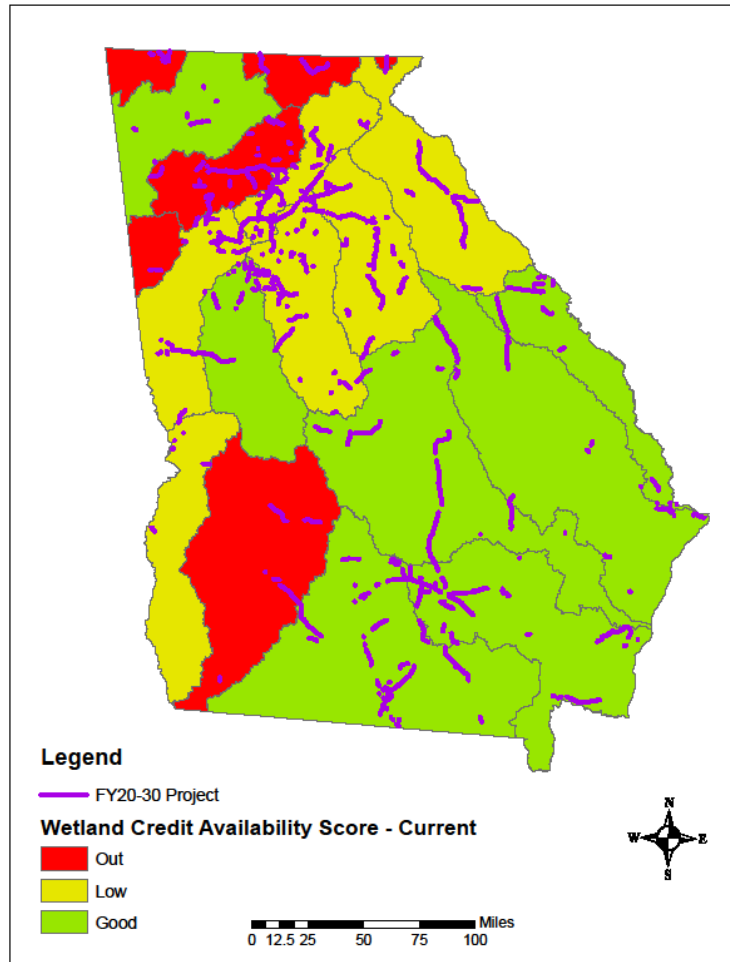 Legend
FY20-30 Project
Wetland Credit Availability Score - Current
Out
Low
Good
N
W E
S
Miles
0 12.5 25 50 75 100